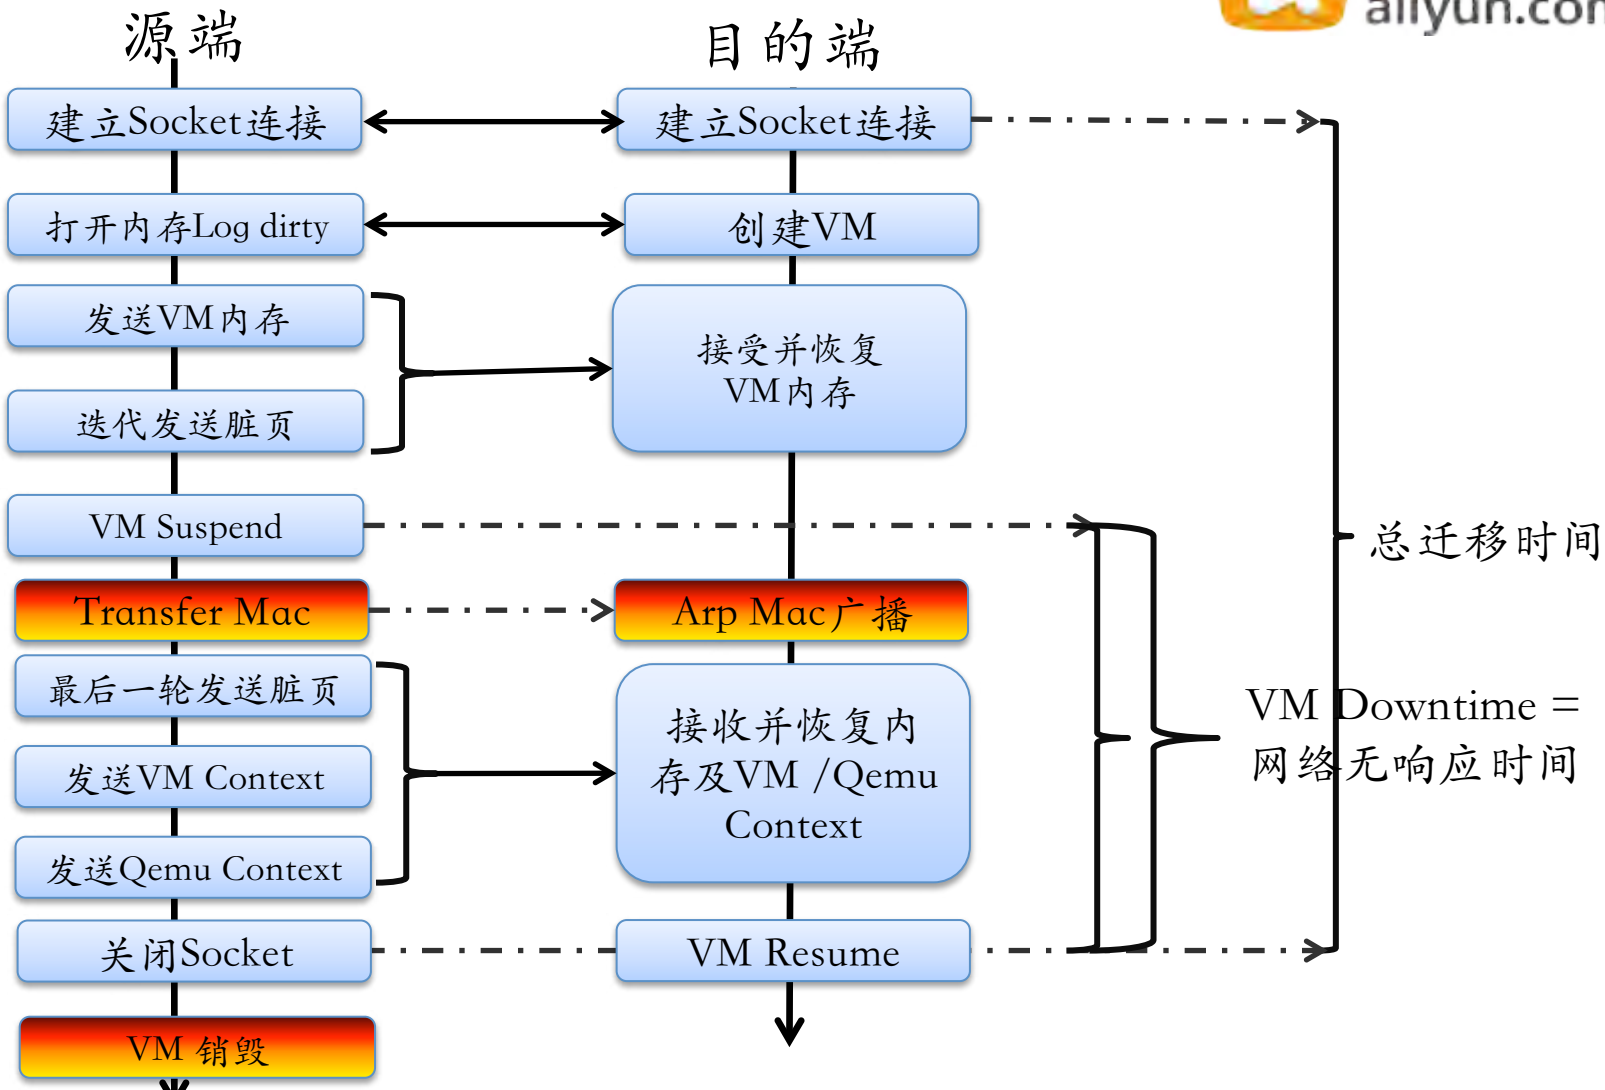 aliyun.com
源端
目的端
建立Socket连接
建立Socket连接
打开内存Log dirty
创建VM
发送VM内存
接受并恢复
VM内存
迭代发送脏页
VM Suspend
总迁移时间
Transfer Mac
Arp Mac广播
最后一轮发送脏页
接收并恢复内
存及VM /Qemu
Context
VM Downtime =
网络无响应时间
发送VM Context
发送Qemu Context
关闭Socket
VM Resume
VM 销毁